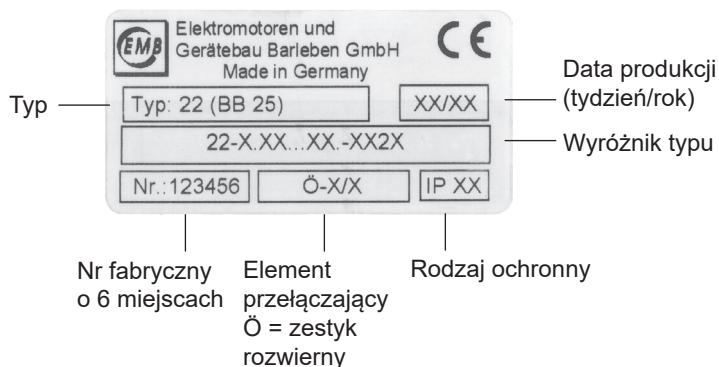 EMB
Elektromotoren und
Gerätebau Barleben GmbH
Made in Germany
CE
Typ
Typ: 22 (BB 25)
XX/XX
Data produkcji
(tydzień/rok)
22-X.XX...XX.-XX2X
Wyróżnik typu
Nr.:123456
Ö-X/X
IP XX
Nr fabryczny
o 6 miejscach
Element
przełączający
Ö = zestyk
rozwierny
Rodzaj ochronny